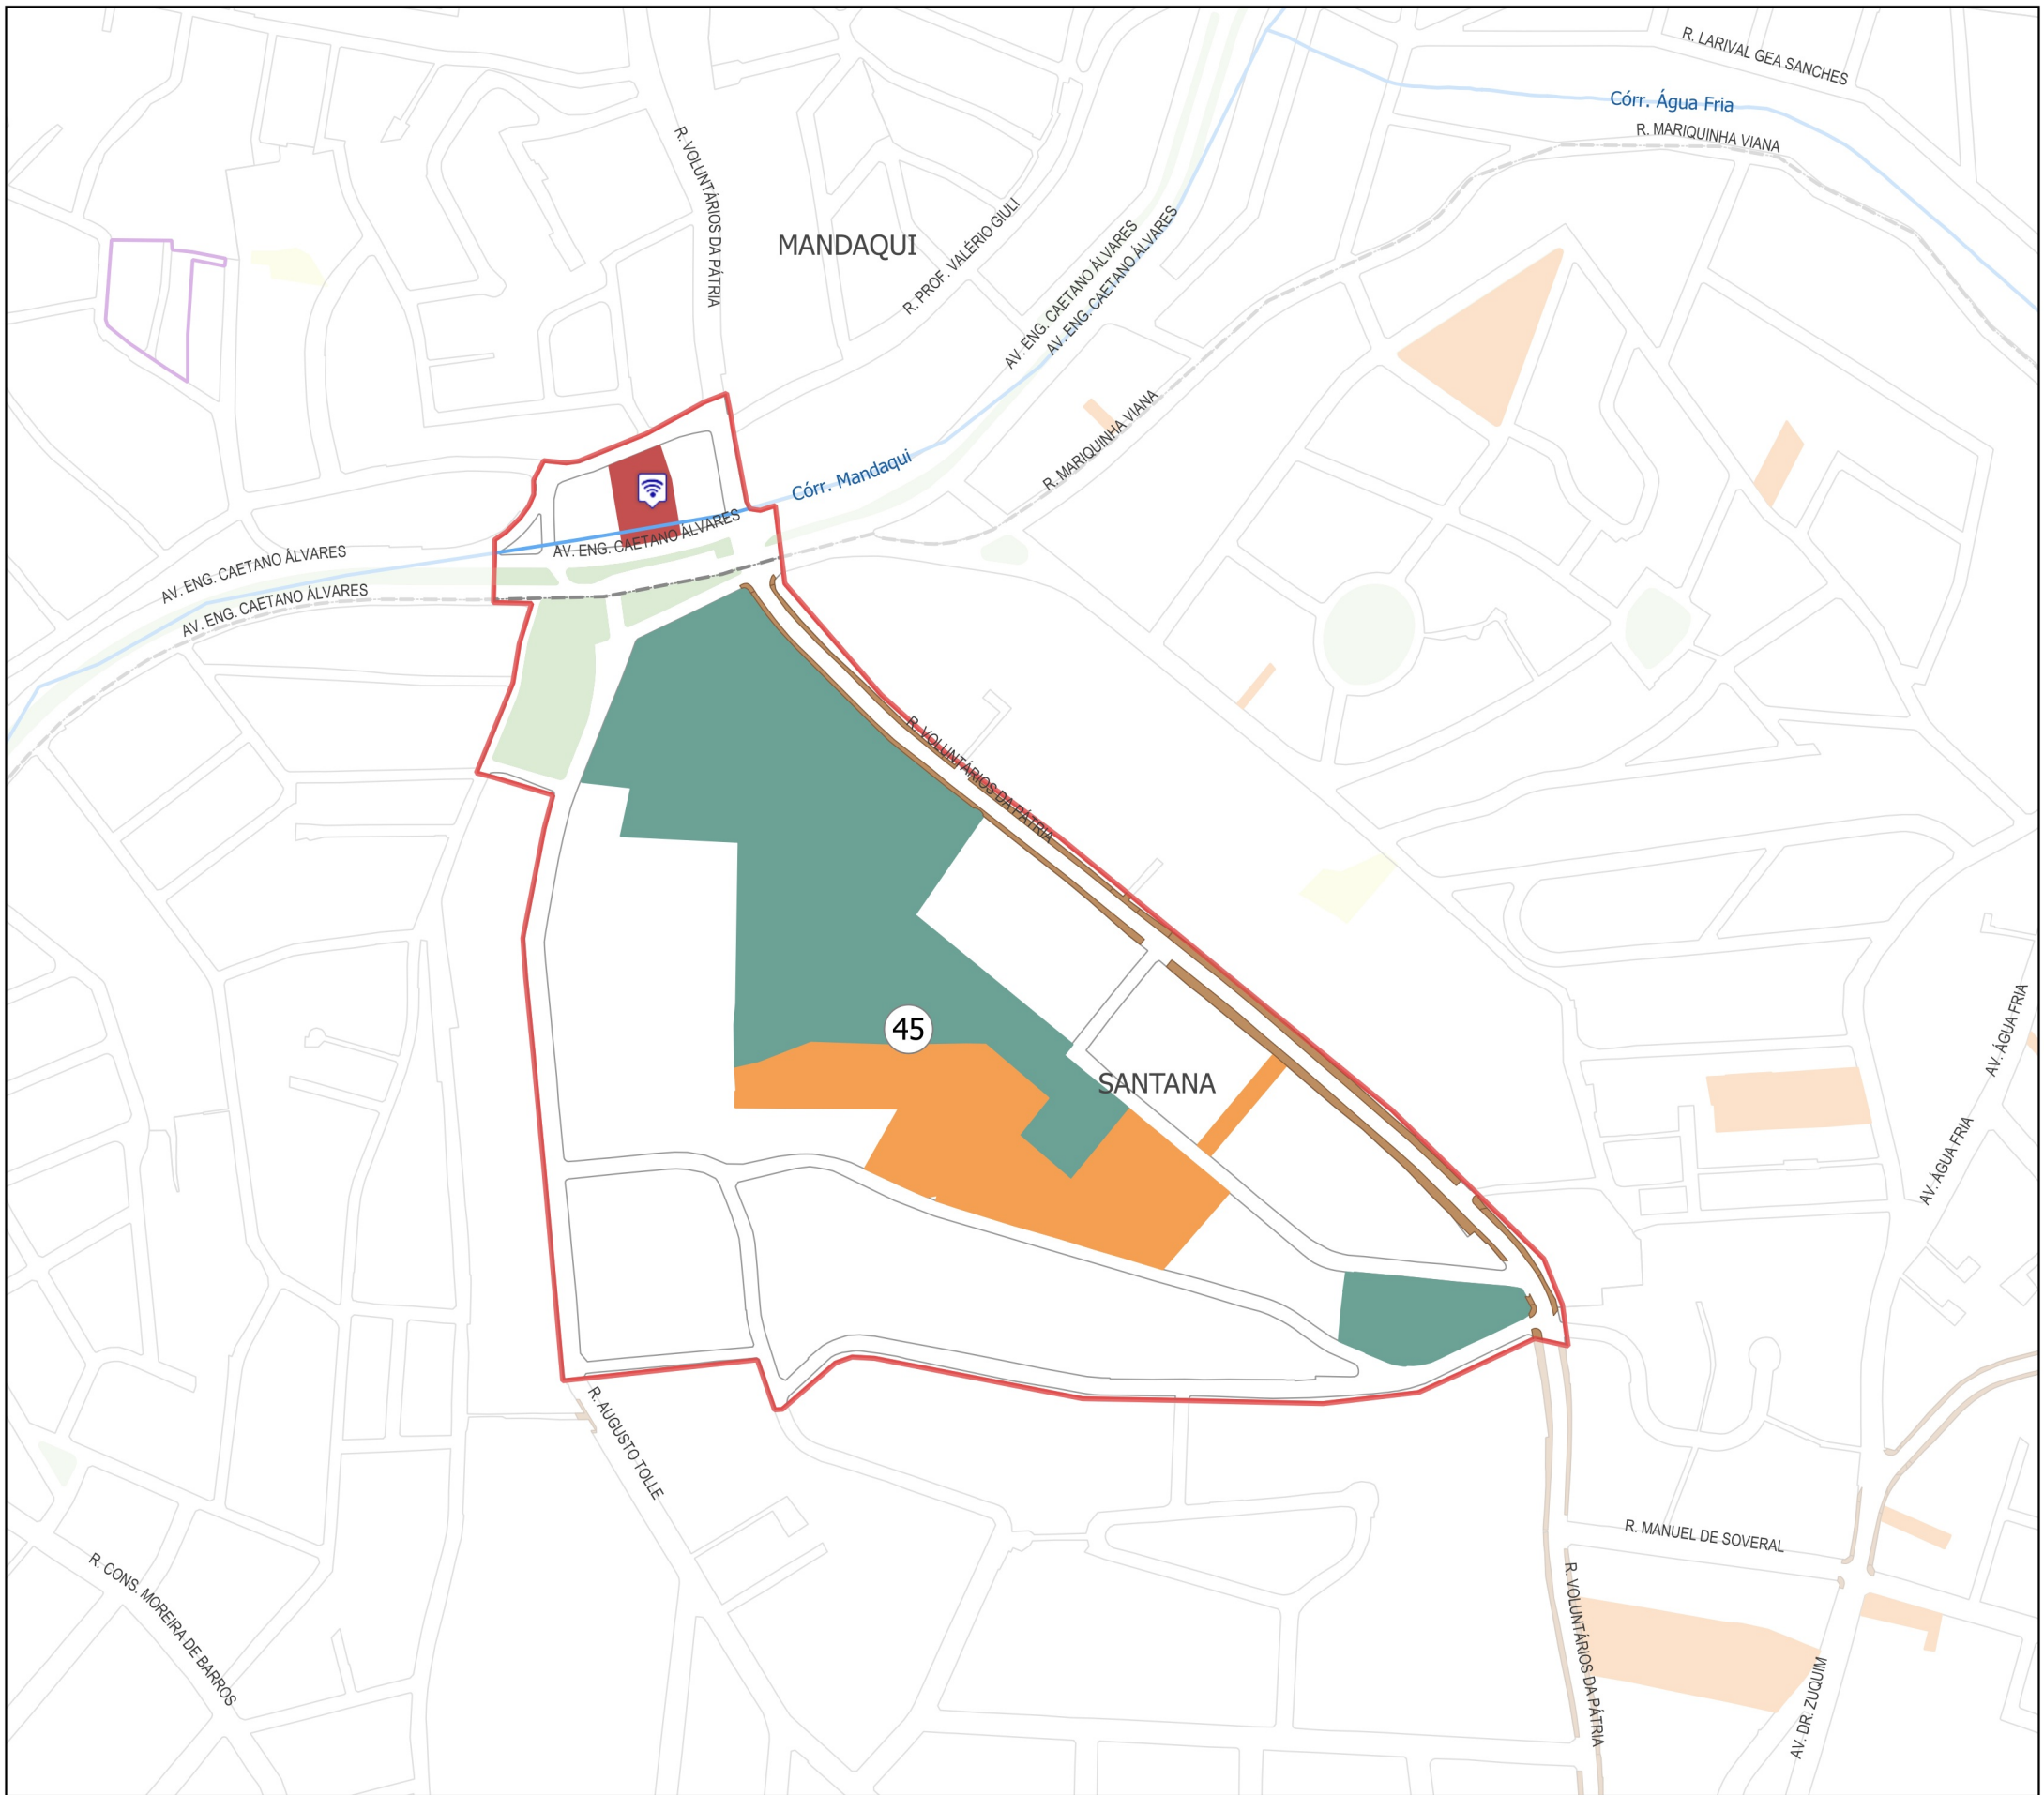 R. LARIVAL GEA SANCHES
Córr. Água Fria
R. MARIQUINHA VIANA
R. VOLUNTÁRIOS DA PÁTRIA
MANDAQUI
R. PROF. VALÉRIO GIULI
AV. ENG. CAETANO ÁLVARES
AV. ENG. CAETANO ÁLVARES
R. MARIQUINHA VIANA
Córr. Mandaqui
AV. ENG. CAETANO ÁLVARES
AV. ENG. CAETANO ÁLVARES
AV. ENG. CAETANO ÁLVARES
R. VOLUNTÁRIOS DA PÁTRIA
45
SANTANA
AV. ÁGUA FRIA
AV. ÁGUA FRIA
R. AUGUSTO TOLLE
R. MANUEL DE SOVERAL
R. CONS. MOREIRA DE BARROS
R. VOLUNTÁRIOS DA PÁTRIA
AV. DR. ZUQUIM